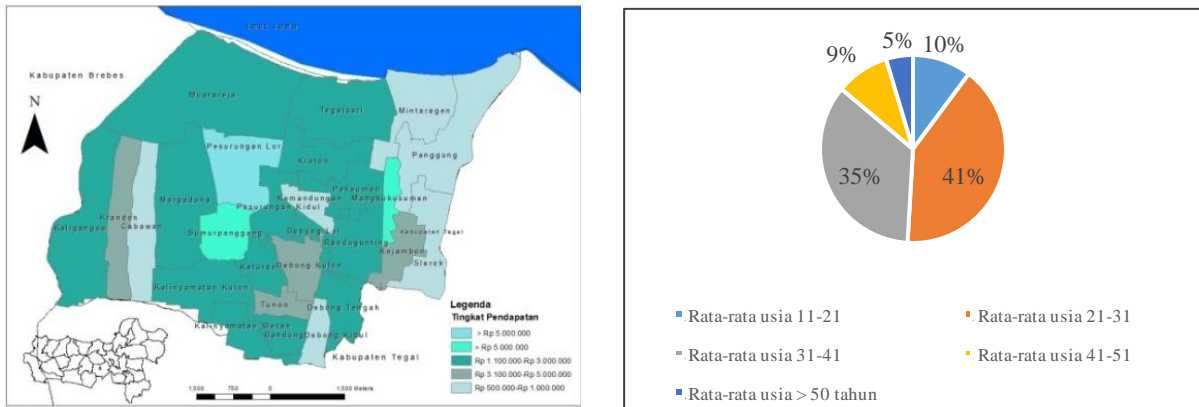 Laut Jawa
Kabupaten Brebes
N
Muarareja
Tegalsari
Mintaragen
Pesurungan Lor
Panggung
Kraton
Pekauman
Kemandungan
Mangkukusuman
Margadana
Pesurungan Kidul
Krandon
Cabawan
Kaligangsa
Sumurpanggang
Debong Lor
Randugunting
Kabupaten Tegal
Kejambon
Slerok
Keturen
Debong Kulon
Kalinyamatan Kulon
Tunon
Debong Tengah
Kalinyamatan Wetan
Bandung
Debong Kidul
Kabupaten Tegal
Legenda
Tingkat Pendapatan
> Rp 5.000.000
> Rp 5.000.000
Rp 1.100.000-Rp 3.000.000
Rp 3.100.000-Rp 5.000.000
Rp 500.000-Rp 1.000.000
1,500 750 0 1,500 Meters
5%
10%
9%
35%
41%
Rata-rata usia 11-21
Rata-rata usia 21-31
Rata-rata usia 31-41
Rata-rata usia 41-51
Rata-rata usia > 50 tahun